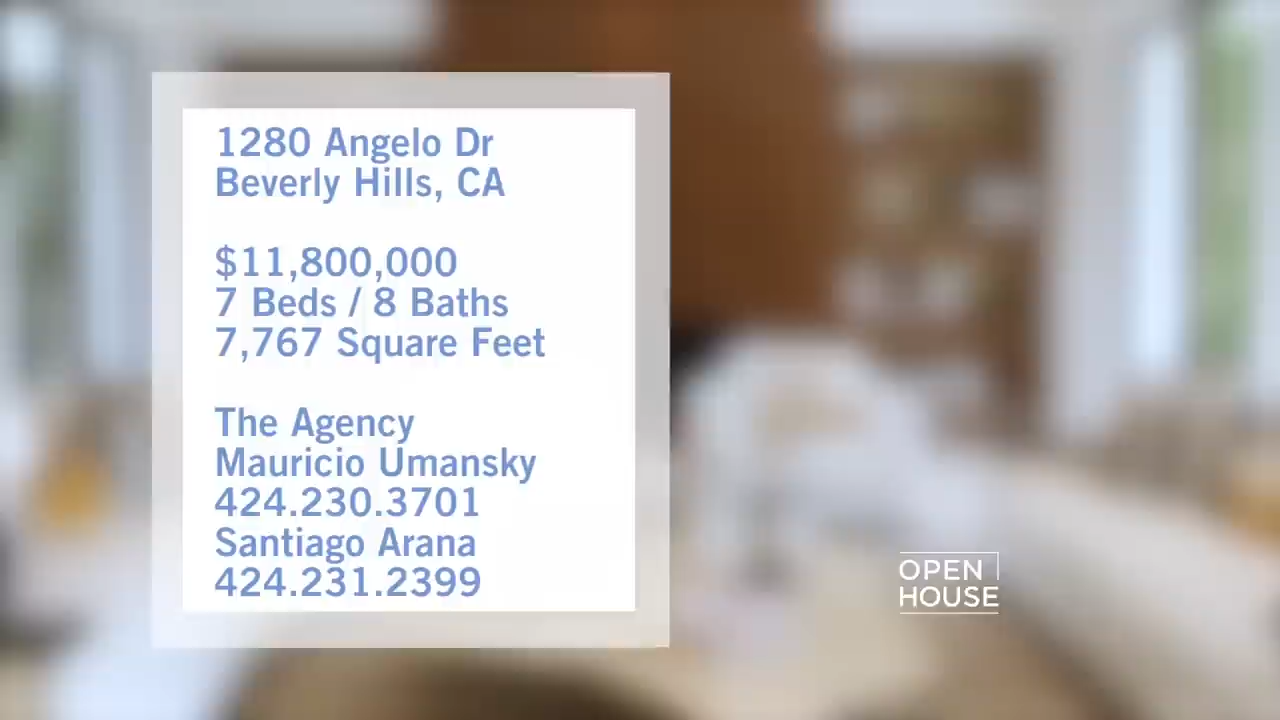 1280 Angelo Dr
Beverly Hills, CA
$11,800,000
7 Beds / 8 Baths
7,767 Square Feet
The Agency
Mauricio Umansky
424.230.3701
Santiago Arana
424.231.2399
OPEN
HOUSE